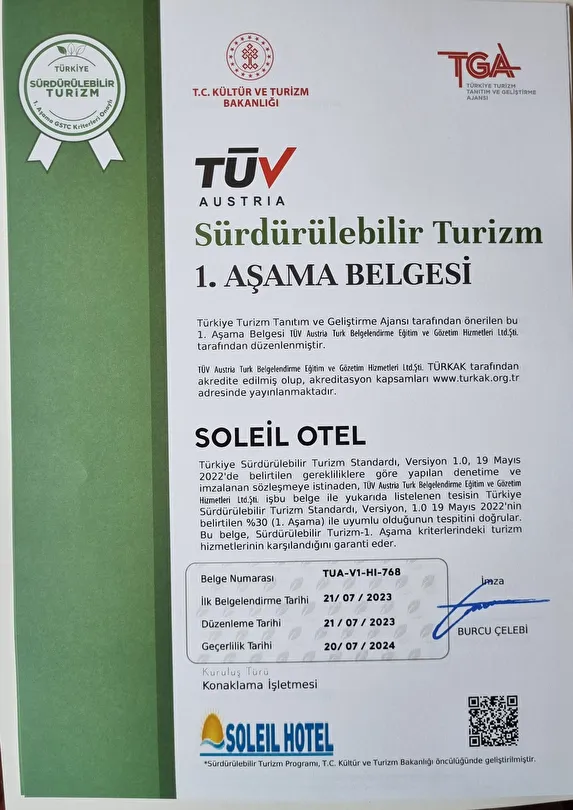 TÜRKİYE
SÜRDÜRÜLEBİLİR
TURİZM
1. Aşama GSTC Kriterleri Onaylı
T.C. KÜLTÜR VE TURİZM
BAKANLIĞI
TGA
TÜRKİYE TURİZM
TANITIM VE GELİŞTİRME
AJANSI
TÜV
AUSTRIA
Sürdürülebilir Turizm
1. AŞAMA BELGESİ
Türkiye Turizm Tanıtım ve Geliştirme Ajansı tarafından önerilen bu
1. Aşama Belgesi TÜV Austria Turk Belgelendirme Eğitim ve Gözetim Hizmetleri Ltd.Şti.
tarafından düzenlenmiştir.
TÜV Austria Turk Belgelendirme Eğitim ve Gözetim Hizmetleri Ltd.Şti. TÜRKAK tarafından
akredite edilmiş olup, akreditasyon kapsamları www.turkak.org.tr
adresinde yayınlanmaktadır.
SOLEİL OTEL
Türkiye Sürdürülebilir Turizm Standardı, Versiyon 1.0, 19 Mayıs
2022'de belirtilen gerekliliklere göre yapılan denetime ve
imzalanan sözleşmeye istinaden, TÜV Austria Turk Belgelendirme Eğitim ve Gözetim
Hizmetleri Ltd.Şti. işbu belge ile yukarıda listelenen tesisin Türkiye
Sürdürülebilir Turizm Standardı, Versiyon, 1.0 19 Mayıs 2022'nin
belirtilen %30 (1. Aşama) ile uyumlu olduğunun tespitini doğrular.
Bu belge, Sürdürülebilir Turizm-1. Aşama kriterlerindeki turizm
hizmetlerinin karşılandığını garanti eder.
Belge Numarası TUA-V1-HI-768
İlk Belgelendirme Tarihi 21/ 07 / 2023
Düzenleme Tarihi 21 / 07 / 2023
Geçerlilik Tarihi 20/ 07 / 2024
İmza
BURCU ÇELEBİ
Kuruluş Türü
Konaklama İşletmesi
SOLEIL HOTEL
*Sürdürülebilir Turizm Programı, T.C. Kültür ve Turizm Bakanlığı öncülüğünde geliştirilmiştir.